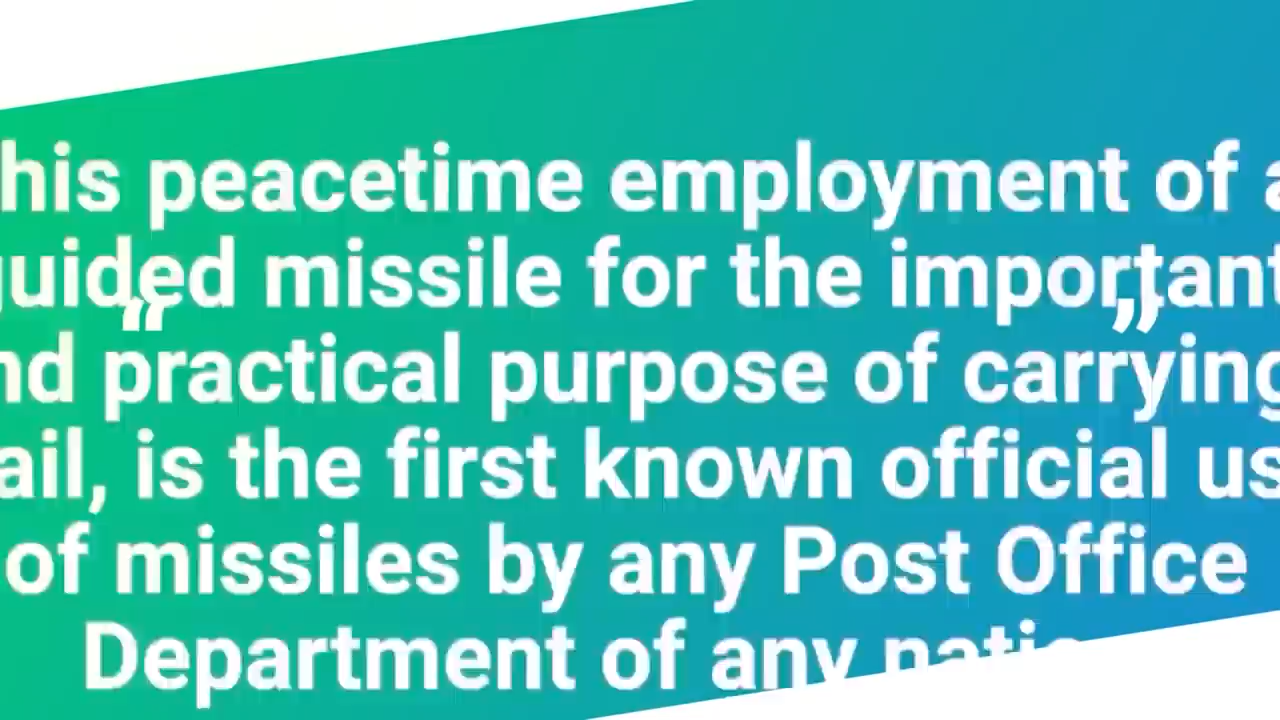 his peacetime employment of a
guided missile for the important
“ ”
nd practical purpose of carrying
ail, is the first known official us
of missiles by any Post Office
Department of any natio